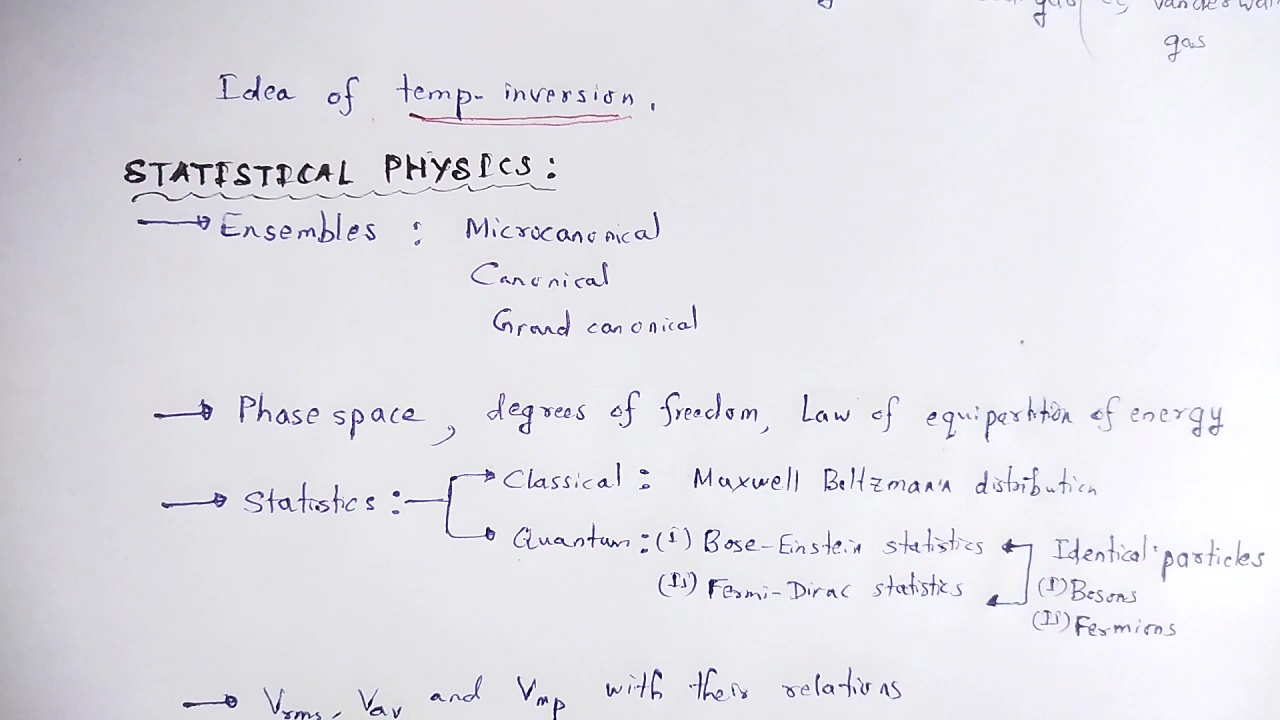 vanderwal
gas
Idea of temp- inversion.
STATISTICAL PHYSICS:
Ensembles : Microcanonical
Canonical
Grand canonical
Phase space, degrees of freedom, Law of equipartition of energy
Statistics :
Classical : Maxwell Boltzmann distribution
Quantum : (I) Bose-Einstein statistics
(II) Fermi-Dirac statistics
Identical particles
(I) Bosons
(II) Fermions
Vrms, Vav and Vmp with their relations